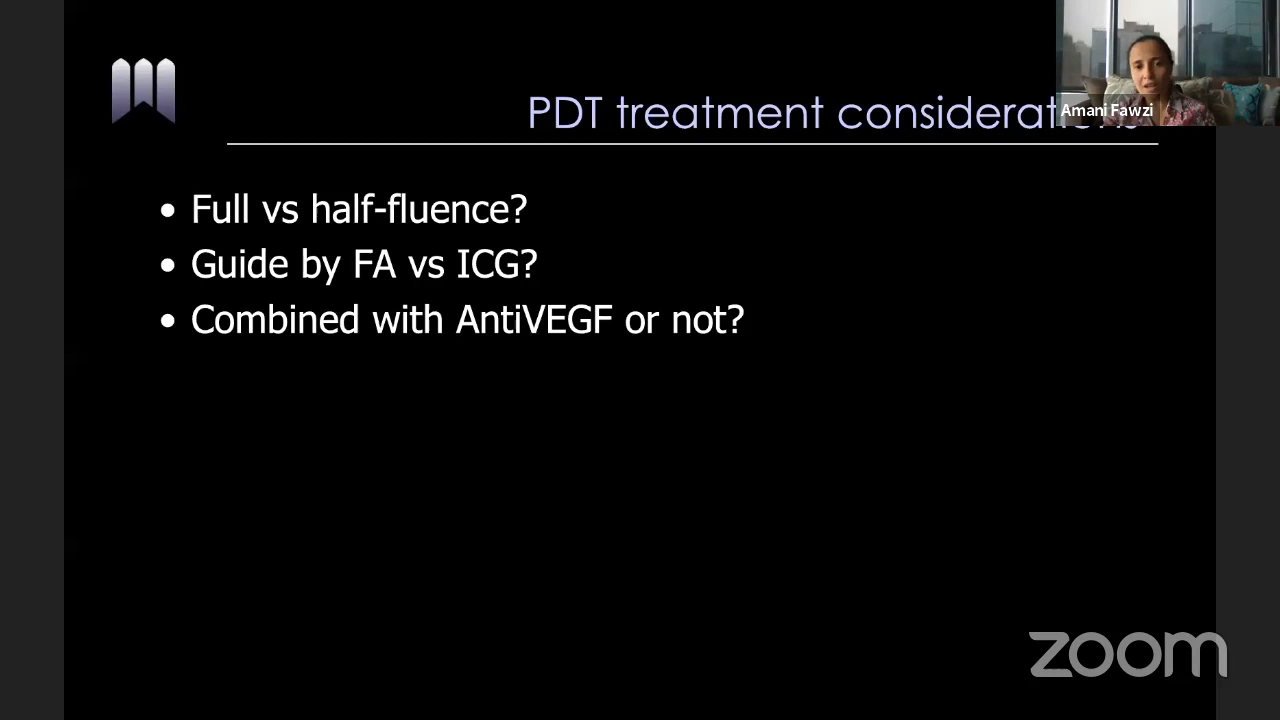 PDT treatment considerations
Amani Fawzi
• Full vs half-fluence?
• Guide by FA vs ICG?
• Combined with AntiVEGF or not?
zoom